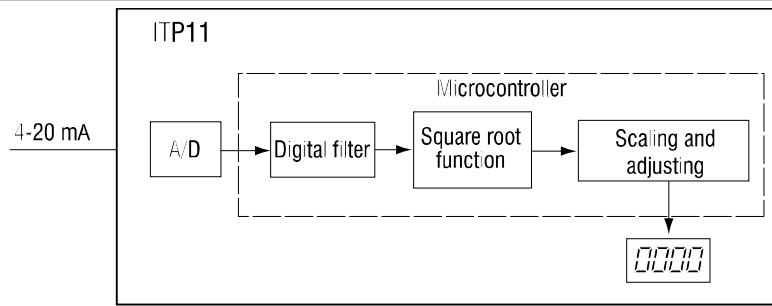 ITP11
Microcontroller
4-20 mA
A/D
Digital filter
Square root
function
Scaling and
adjusting
0000